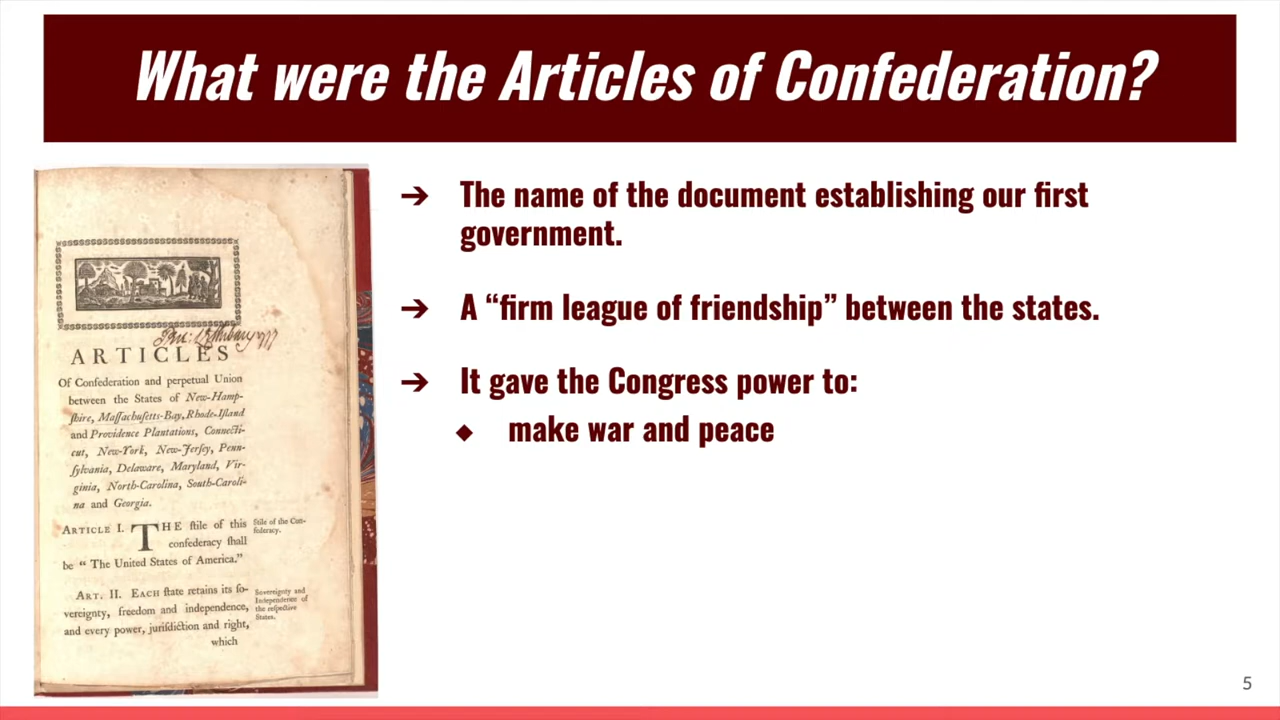 What were the Articles of Confederation?
➔ The name of the document establishing our first
government.
➔ A “firm league of friendship” between the states.
➔ It gave the Congress power to:
◆ make war and peace
ARTICLES
Of Confederation and perpetual Union
between the States of New-Hamp-
ſhire, Maſſachuſetts-Bay, Rhode-Iſland
and Providence Plantations, Connecti-
cut, New-York, New-Jerſey, Penn-
ſylvania, Delaware, Maryland, Vir-
ginia, North-Carolina, South-Caroli-
na and Georgia.
ARTICLE I. THE ſtile of this
confederacy ſhall
be “ The United States of America.”
Stile of the Con-
federacy.
ART. II. EACH ſtate retains its ſo-
vereignty, freedom and independence,
and every power, juriſdiction and right,
which
Sovereignty and
Independence of
the reſpective
States.
5